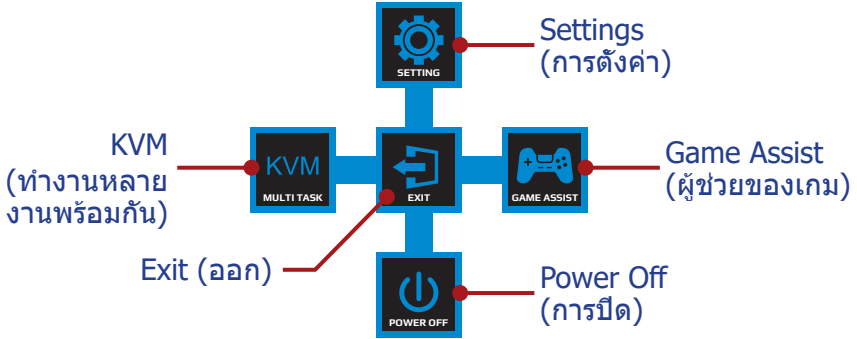 Settings
(การตั้งค่า)
SETTING
KVM
(ทำงานหลาย
งานพร้อมกัน)
KVM
MULTI TASK
EXIT
GAME ASSIST
Game Assist
(ผู้ช่วยของเกม)
Exit (ออก)
POWER OFF
Power Off
(การปิด)